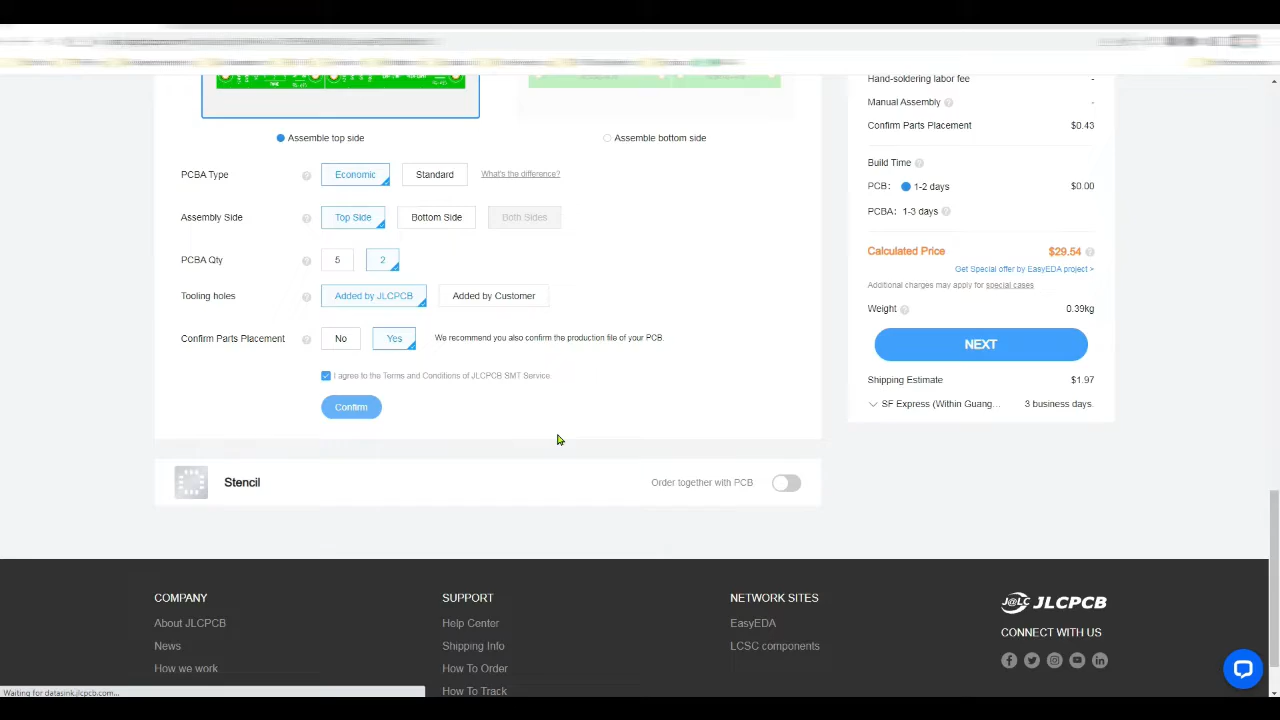 Assemble top side
Assemble bottom side
PCBA Type
Economic
Standard
What's the difference?
Assembly Side
Top Side
Bottom Side
Both Sides
PCBA Qty
5
2
Tooling holes
Added by JLCPCB
Added by Customer
Confirm Parts Placement
No
Yes
We recommend you also confirm the production file of your PCB.
I agree to the Terms and Conditions of JLCPCB SMT Service.
Confirm
Stencil
Order together with PCB
Hand-soldering labor fee -
Manual Assembly -
Confirm Parts Placement $0.43
Build Time
PCB: 1-2 days $0.00
PCBA: 1-3 days
Calculated Price $29.54
Get Special offer by EasyEDA project >
Additional charges may apply for special cases
Weight 0.39kg
NEXT
Shipping Estimate $1.97
SF Express (Within Guang... 3 business days.
COMPANY
About JLCPCB
News
How we work
SUPPORT
Help Center
Shipping Info
How To Order
How To Track
NETWORK SITES
EasyEDA
LCSC components
J@LC JLCPCB
CONNECT WITH US
Waiting for datasink.jlcpcb.com...